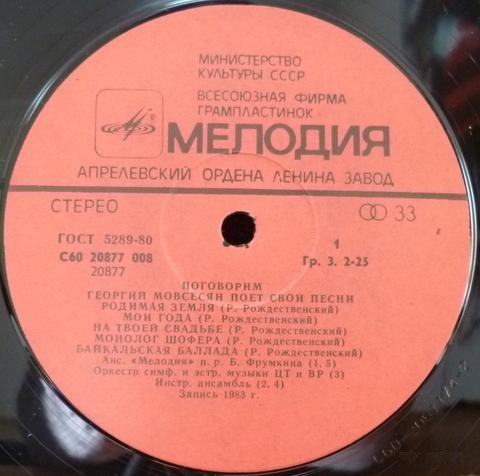 МИНИСТЕРСТВО
КУЛЬТУРЫ СССР
ВСЕСОЮЗНАЯ ФИРМА
ГРАМПЛАСТИНОК
МЕЛОДИЯ
АПРЕЛЕВСКИЙ ОРДЕНА ЛЕНИНА ЗАВОД
СТЕРЕО 33
ГОСТ 5289-80 1
С60 20877 008 Гр. 3. 2-25
20877
ПОГОВОРИМ
ГЕОРГИЙ МОВСЕСЯН ПОЕТ СВОИ ПЕСНИ
РОДИМАЯ ЗЕМЛЯ (Р. Рождественский)
МОИ ГОДА (Р. Рождественский)
НА ТВОЕЙ СВАДЬБЕ (Р. Рождественский)
МОНОЛОГ ШОФЕРА (Р. Рождественский)
БАЙКАЛЬСКАЯ БАЛЛАДА (Р. Рождественский)
Анс. «Мелодия» п. р. Б. Фрумкина (1, 5)
Оркестр симф. и эстр. музыки ЦТ и ВР (3)
Инстр. ансамбль (2, 4)
Запись 1983 г.